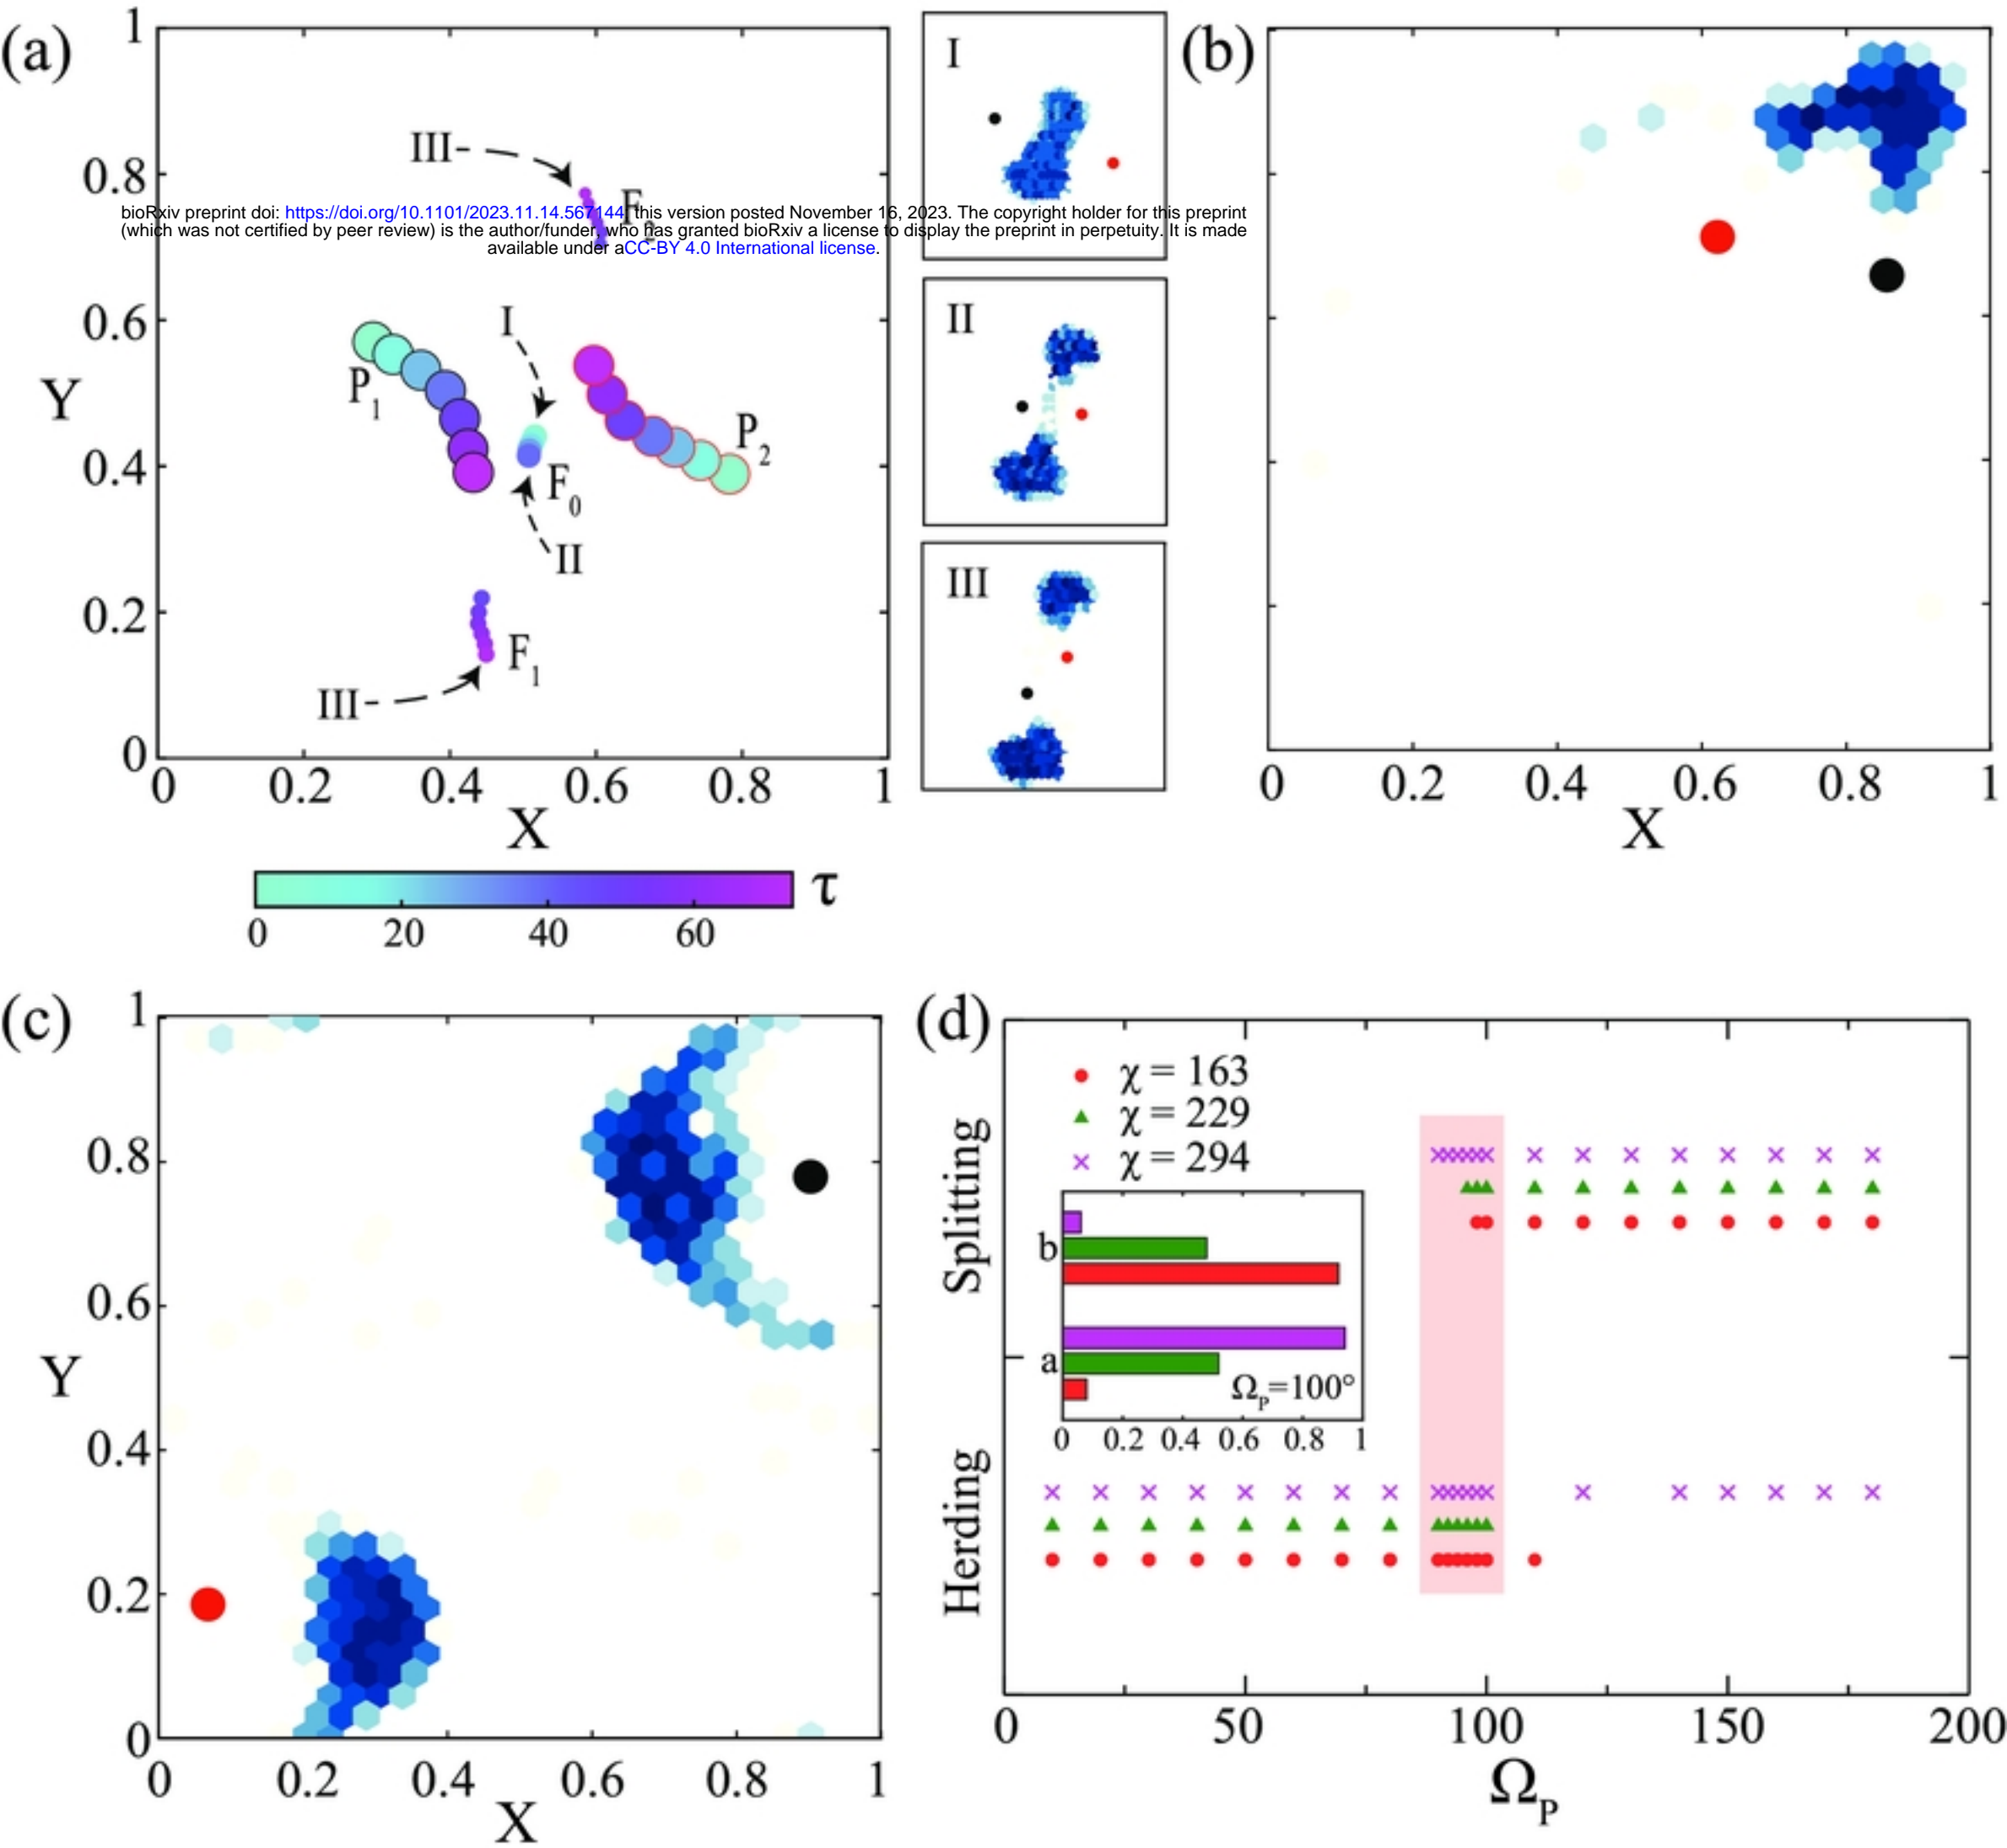 (a)
1
0.8
0.6
0.4
0.2
0
Y
III
F2
bioRxiv preprint doi: https://doi.org/10.1101/2023.11.14.567144; this version posted November 16, 2023. The copyright holder for this preprint
(which was not certified by peer review) is the author/funder, who has granted bioRxiv a license to display the preprint in perpetuity. It is made
available under aCC-BY 4.0 International license.
I
P1
P2
F0
II
F1
III
0 0.2 0.4 0.6 0.8 1
X
0 20 40 60
τ
I
II
III
(b)
0 0.2 0.4 0.6 0.8 1
X
(c)
1
0.8
0.6
0.4
0.2
0
Y
0 0.2 0.4 0.6 0.8 1
X
(d)
χ = 163
χ = 229
χ = 294
Splitting
Herding
b
a
ΩP=100°
0 0.2 0.4 0.6 0.8 1
0 50 100 150 200
ΩP